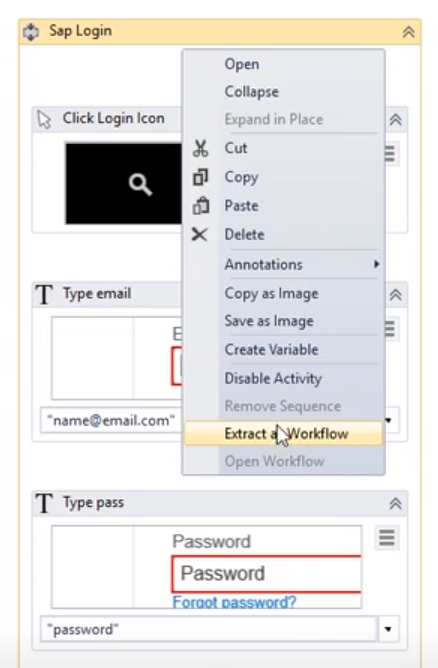 Sap Login
Open
Collapse
Expand in Place
Cut
Copy
Paste
Delete
Annotations
Copy as Image
Save as Image
Create Variable
Disable Activity
Remove Sequence
Extract a Workflow
Open Workflow
Click Login Icon
Type email
E
"name@email.com"
Type pass
Password
Password
Forgot password?
"password"